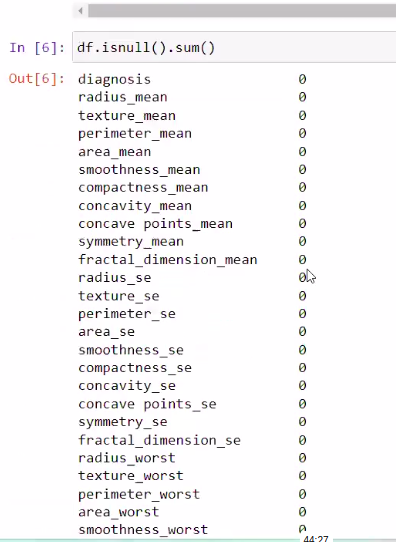 In [6]: df.isnull().sum()
Out[6]: diagnosis 0
radius_mean 0
texture_mean 0
perimeter_mean 0
area_mean 0
smoothness_mean 0
compactness_mean 0
concavity_mean 0
concave points_mean 0
symmetry_mean 0
fractal_dimension_mean 0
radius_se 0
texture_se 0
perimeter_se 0
area_se 0
smoothness_se 0
compactness_se 0
concavity_se 0
concave points_se 0
symmetry_se 0
fractal_dimension_se 0
radius_worst 0
texture_worst 0
perimeter_worst 0
area_worst 0
smoothness_worst 0
44:27